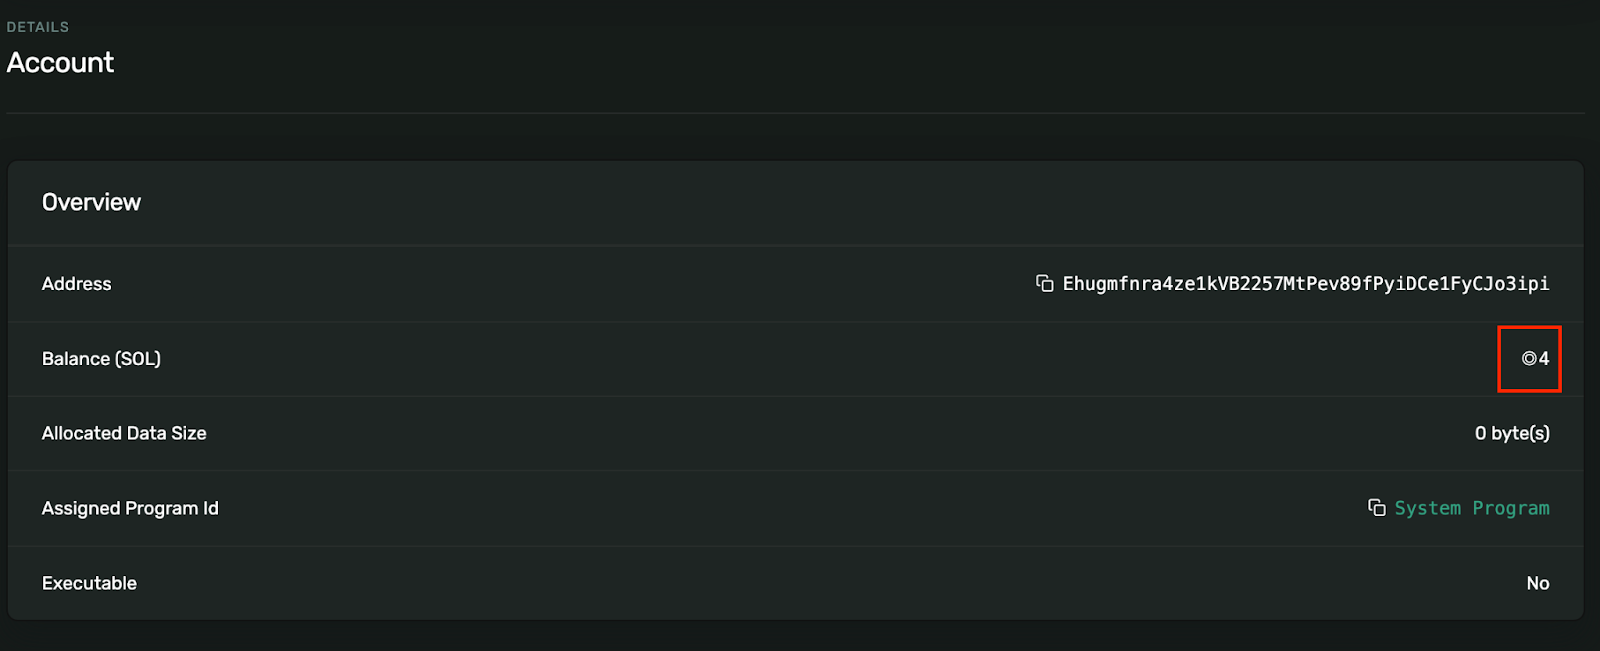 DETAILS
Account
Overview
Address Ehugmfnra4ze1kVB2257MtPev89fPyiDCe1FyCJo3ipi
Balance (SOL) ◎4
Allocated Data Size 0 byte(s)
Assigned Program Id System Program
Executable No